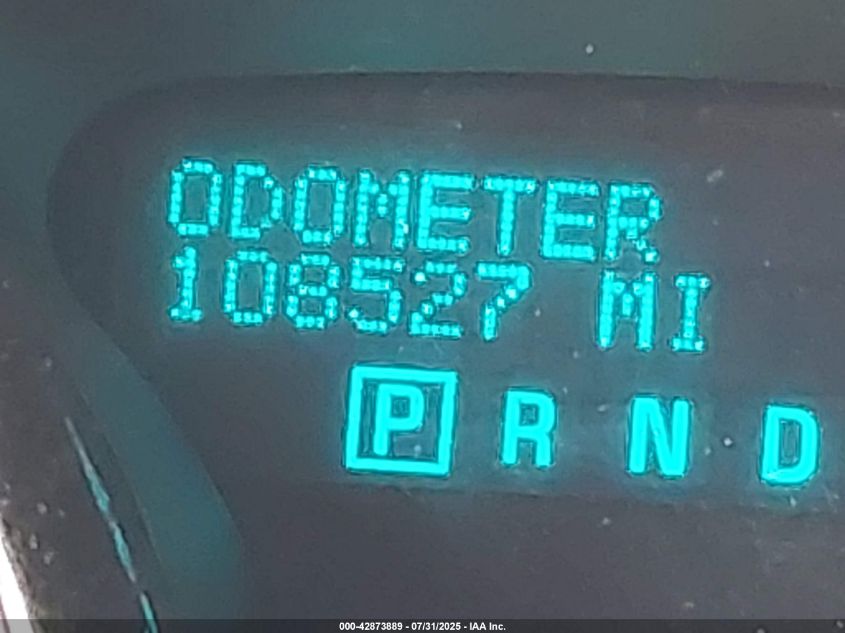 ODOMETER
108527 MI
P R N D
000-42873889 - 07/31/2025 - IAA Inc.